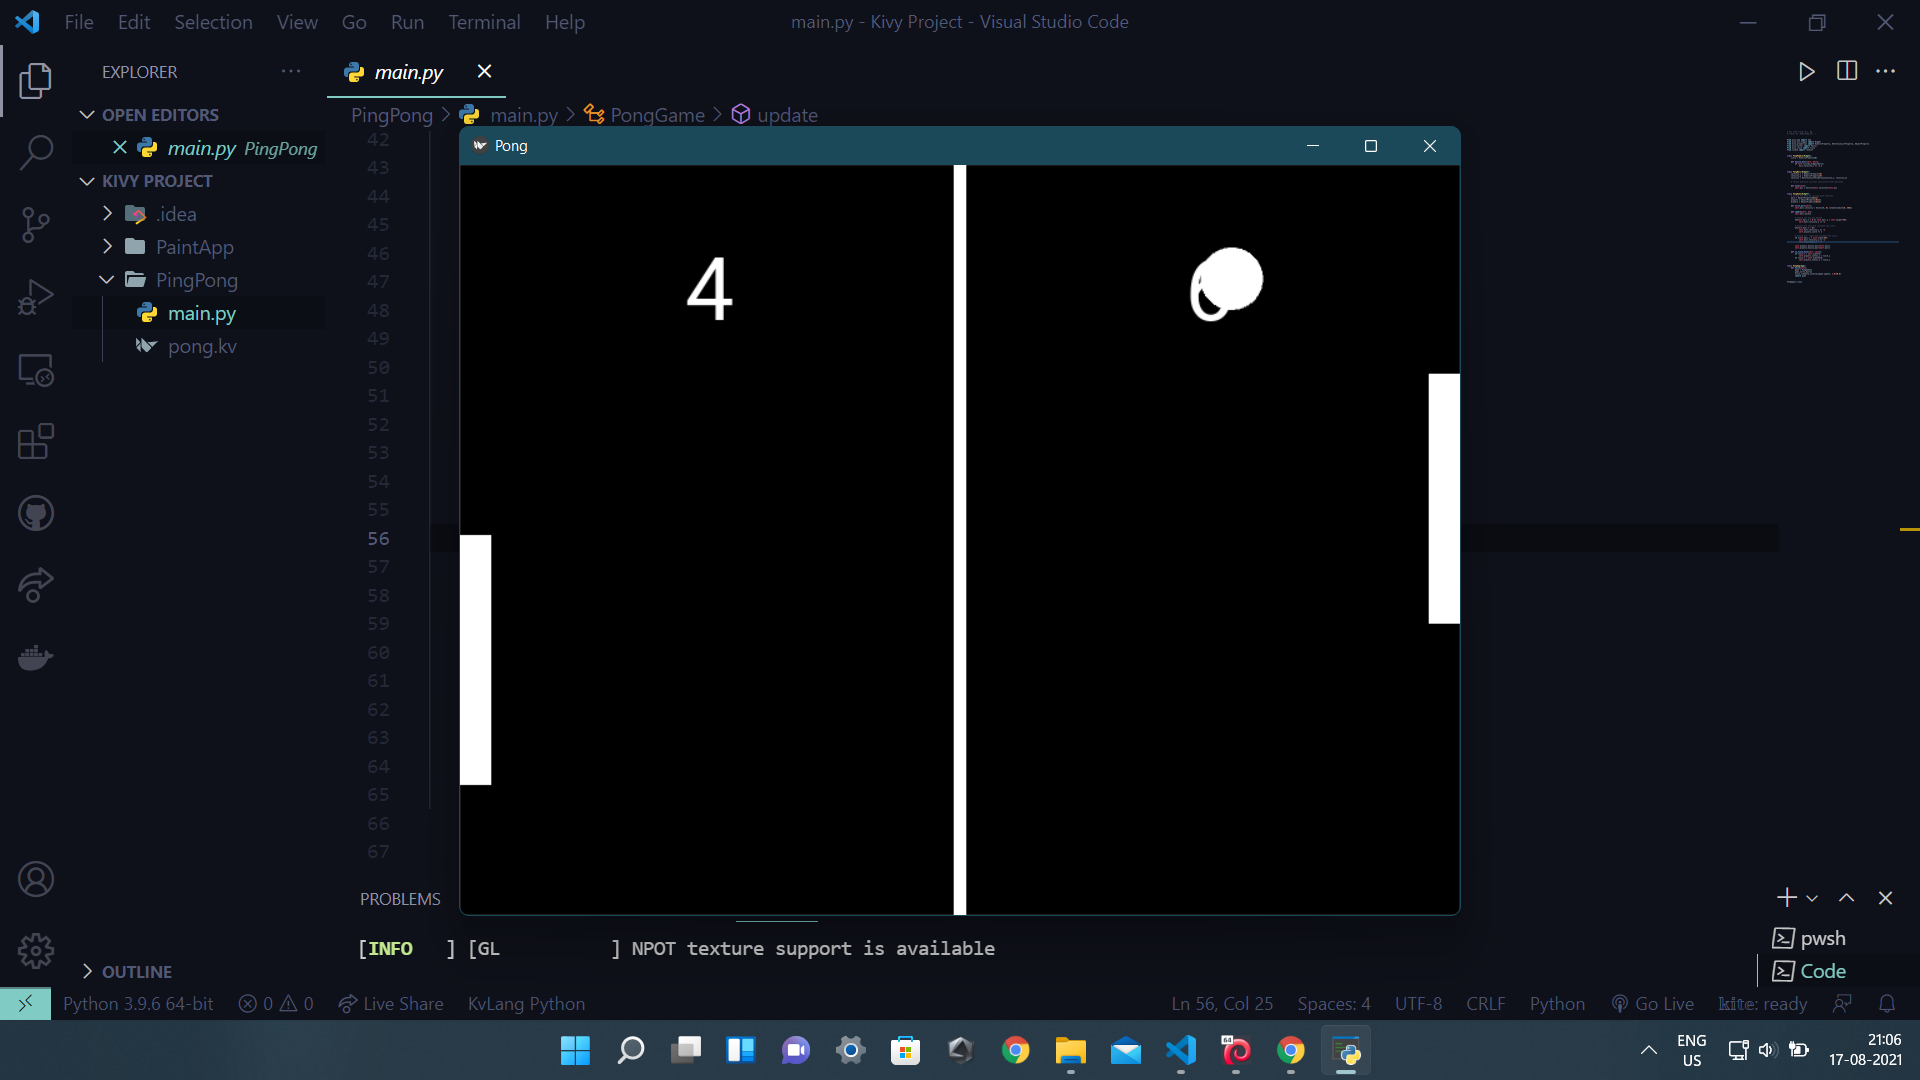 File Edit Selection View Go Run Terminal Help
main.py - Kivy Project - Visual Studio Code
EXPLORER
main.py
OPEN EDITORS
main.py PingPong
KIVY PROJECT
.idea
PaintApp
PingPong
main.py
pong.kv
OUTLINE
PingPong > main.py > PongGame > update
42
43
44
45
46
47
48
49
50
51
52
53
54
55
56
57
58
59
60
61
62
63
64
65
66
67
Pong
4
PROBLEMS
[INFO   ] [GL          ] NPOT texture support is available
pwsh
Code
Python 3.9.6 64-bit 0 0 Live Share KvLang Python
Ln 56, Col 25 Spaces: 4 UTF-8 CRLF Python Go Live kite: ready
64
ENG
US
21:06
17-08-2021